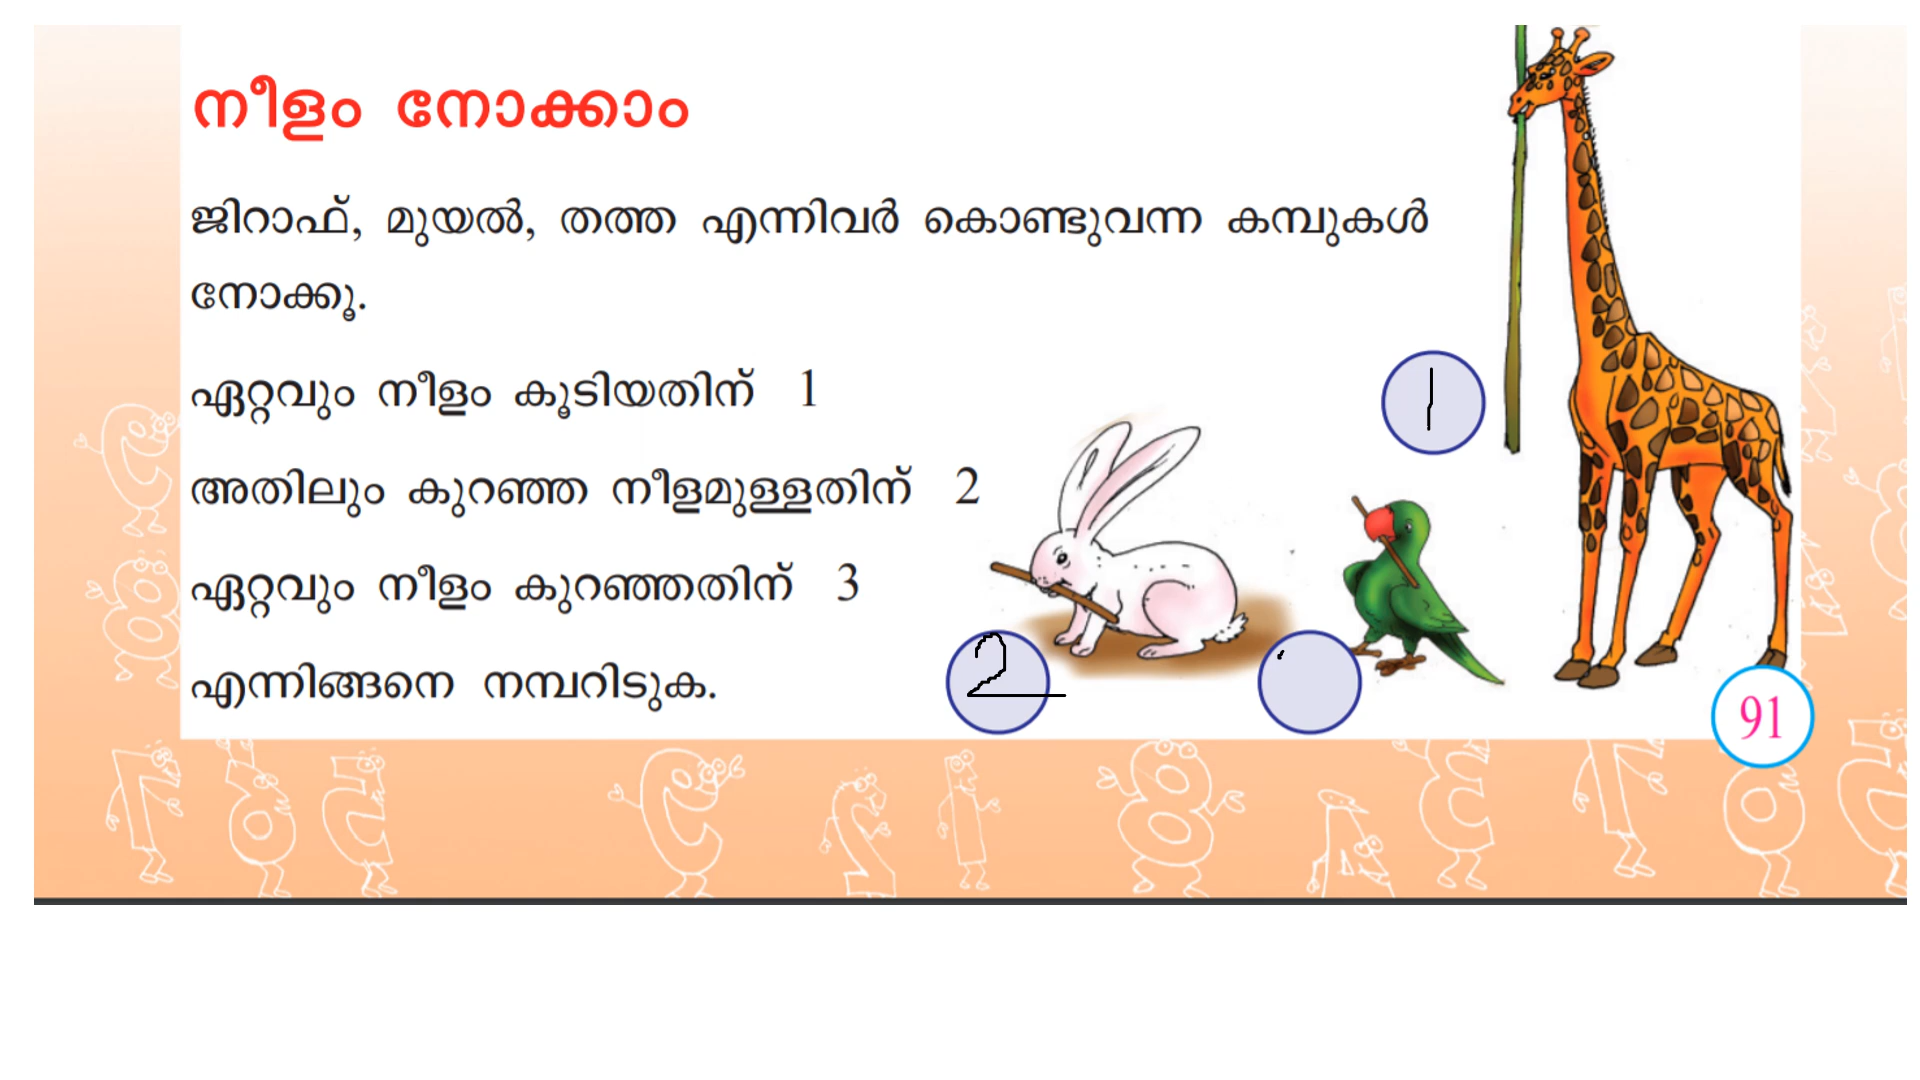 നീളം നോക്കാം
ജിറാഫ്, മുയൽ, തത്ത എന്നിവർ കൊണ്ടുവന്ന കമ്പുകൾ
നോക്കൂ.
ഏറ്റവും നീളം കൂടിയതിന് 1
അതിലും കുറഞ്ഞ നീളമുള്ളതിന് 2
ഏറ്റവും നീളം കുറഞ്ഞതിന് 3
എന്നിങ്ങനെ നമ്പറിടുക.
1
2
91